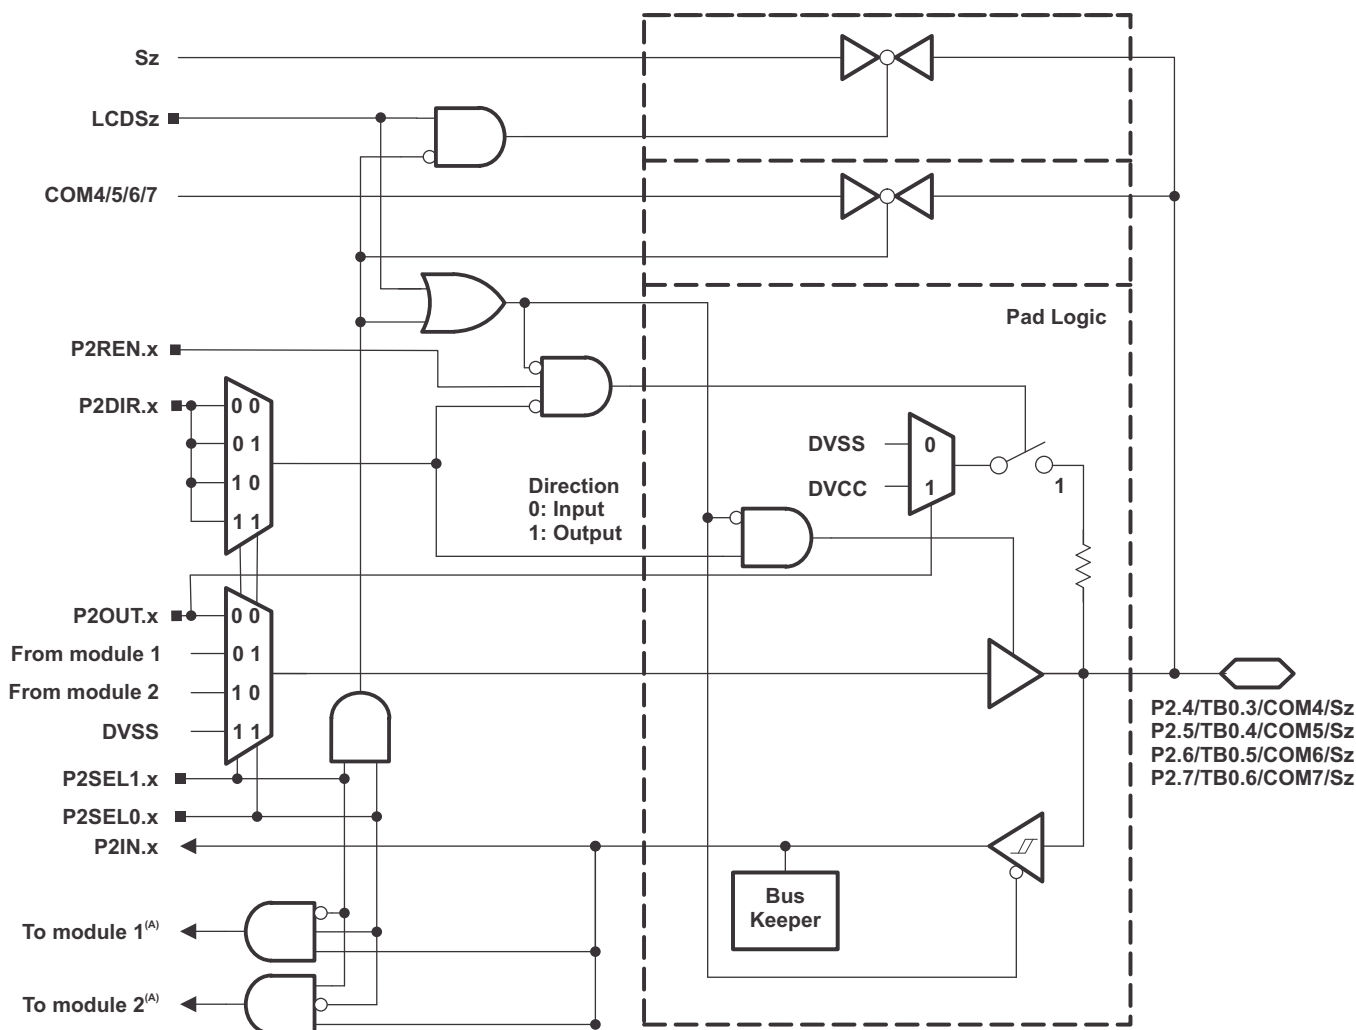 Sz
LCDSz
COM4/5/6/7
Pad Logic
P2REN.x
P2DIR.x
0 0
0 1
1 0
1 1
DVSS
0
DVCC
1
1
Direction
0: Input
1: Output
P2OUT.x
0 0
From module 1
0 1
From module 2
1 0
DVSS
1 1
P2.4/TB0.3/COM4/Sz
P2.5/TB0.4/COM5/Sz
P2.6/TB0.5/COM6/Sz
P2.7/TB0.6/COM7/Sz
P2SEL1.x
P2SEL0.x
P2IN.x
Bus
Keeper
To module 1(A)
To module 2(A)